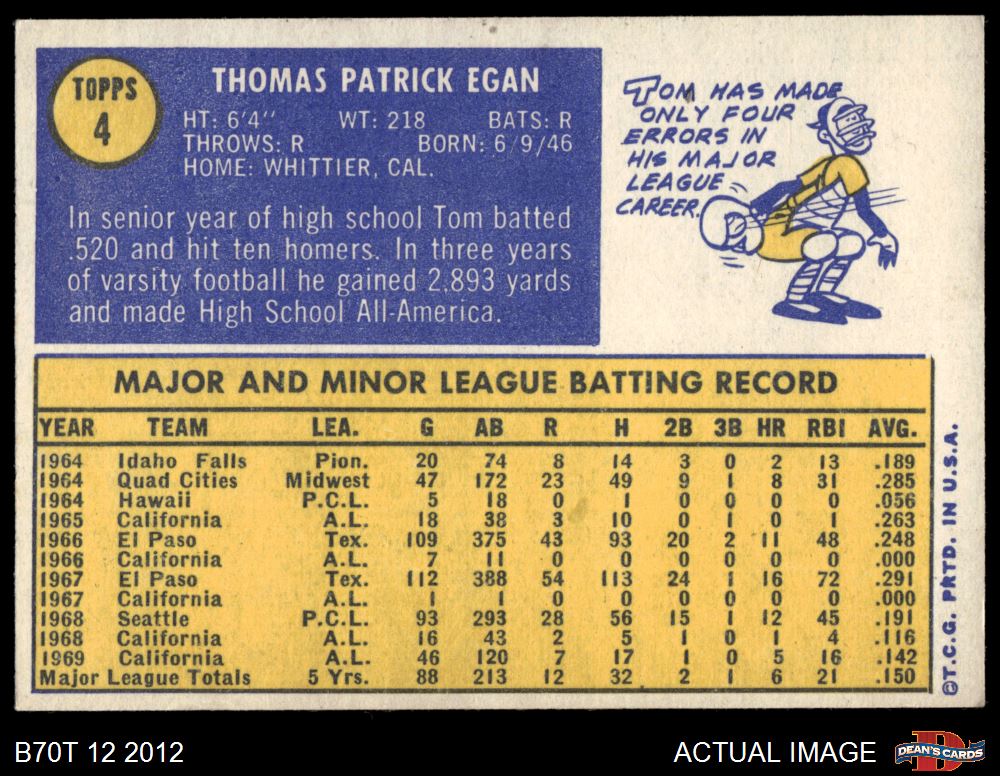 TOPPS
4
THOMAS PATRICK EGAN
HT: 6'4" WT: 218 BATS: R
THROWS: R BORN: 6/9/46
HOME: WHITTIER, CAL.
In senior year of high school Tom batted
.520 and hit ten homers. In three years
of varsity football he gained 2,893 yards
and made High School All-America.
TOM HAS MADE
ONLY FOUR
ERRORS IN
HIS MAJOR
LEAGUE
CAREER.
MAJOR AND MINOR LEAGUE BATTING RECORD
YEAR TEAM LEA. G AB R H 2B 3B HR RBI AVG.
1964 Idaho Falls Pion. 20 74 8 14 3 0 2 13 .189
1964 Quad Cities Midwest 47 172 23 49 9 1 8 31 .285
1964 Hawaii P.C.L. 5 18 0 1 0 0 0 0 .056
1965 California A.L. 18 38 3 10 0 1 0 1 .263
1966 El Paso Tex. 109 375 43 93 20 2 11 48 .248
1966 California A.L. 7 11 0 0 0 0 0 0 .000
1967 El Paso Tex. 112 388 54 113 24 1 16 72 .291
1967 California A.L. 1 1 0 0 0 0 0 0 .000
1968 Seattle P.C.L. 93 293 28 56 15 1 12 45 .191
1968 California A.L. 16 43 2 5 1 0 1 4 .116
1969 California A.L. 46 120 7 17 1 0 5 16 .142
Major League Totals 5 Yrs. 88 213 12 32 2 1 6 21 .150
©T.C.G. PRTD. IN U.S.A.
B70T 12 2012
ACTUAL IMAGE
DEAN'S CARDS